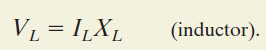 V_L = I_L X_L (inductor).